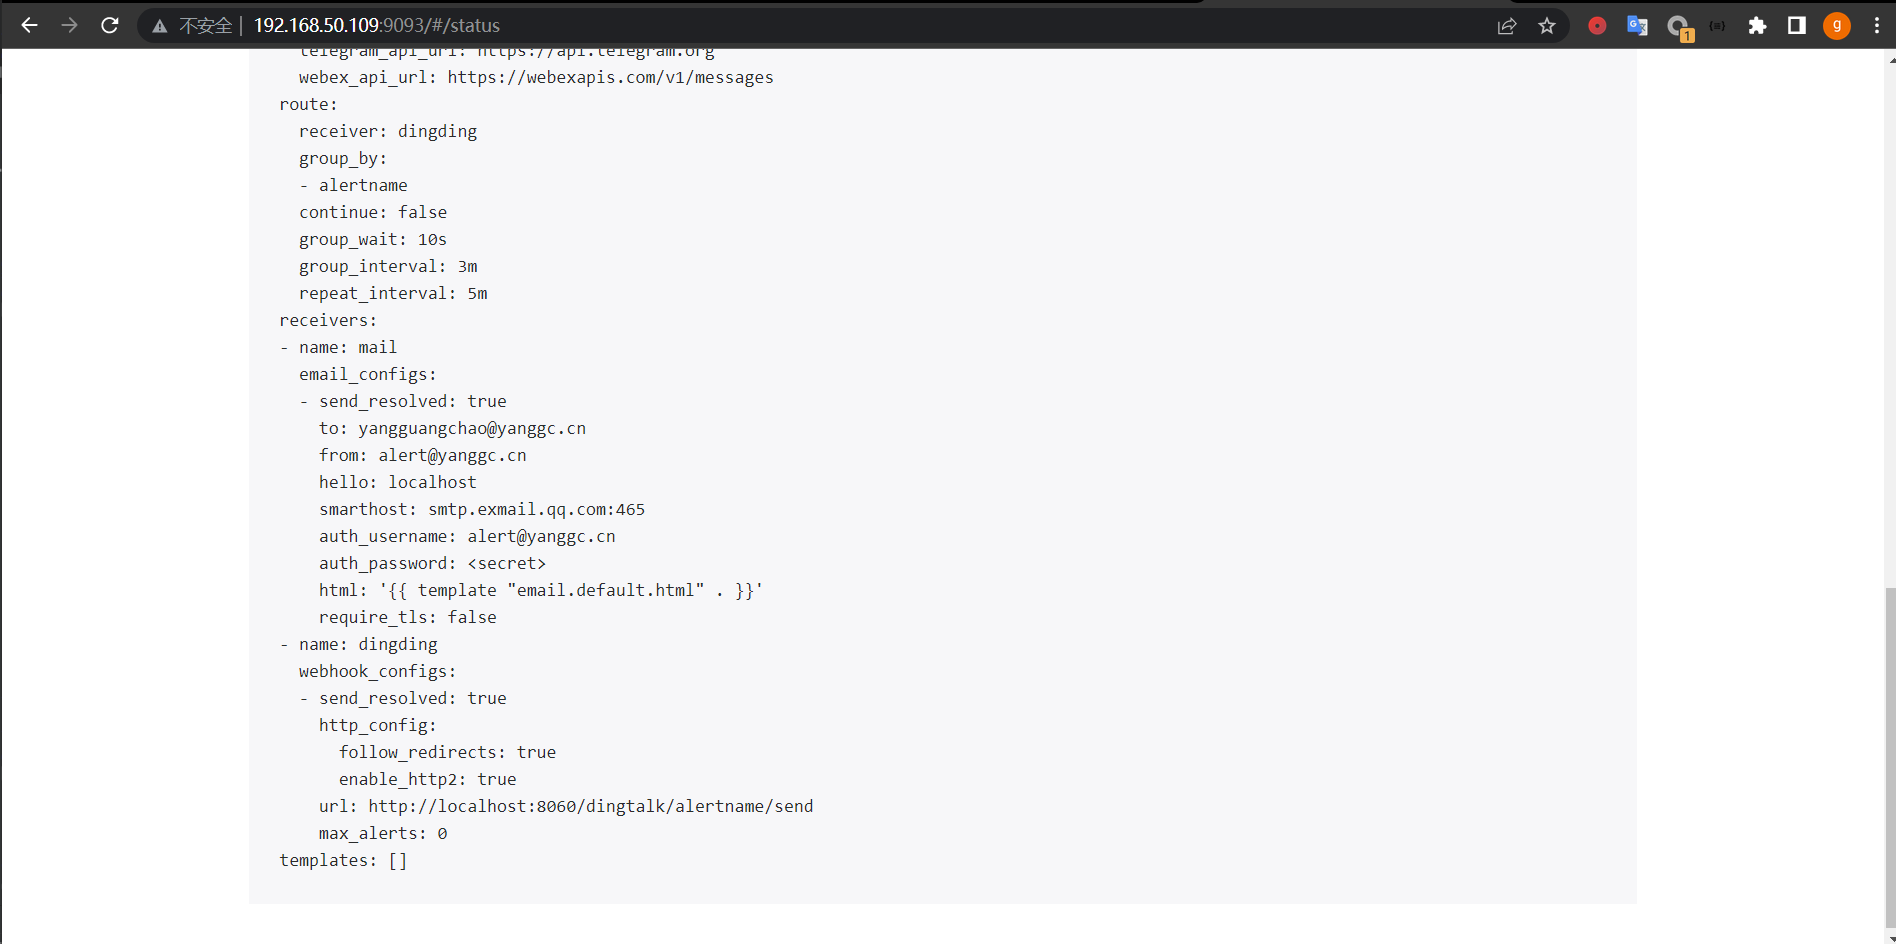 不安全 | 192.168.50.109:9093/#/status
1
g
telegram_api_url: https://api.telegram.org
webex_api_url: https://webexapis.com/v1/messages
route:
receiver: dingding
group_by:
- alertname
continue: false
group_wait: 10s
group_interval: 3m
repeat_interval: 5m
receivers:
- name: mail
email_configs:
- send_resolved: true
to: yangguangchao@yanggc.cn
from: alert@yanggc.cn
hello: localhost
smarthost: smtp.exmail.qq.com:465
auth_username: alert@yanggc.cn
auth_password: <secret>
html: '{{ template "email.default.html" . }}'
require_tls: false
- name: dingding
webhook_configs:
- send_resolved: true
http_config:
follow_redirects: true
enable_http2: true
url: http://localhost:8060/dingtalk/alertname/send
max_alerts: 0
templates: []